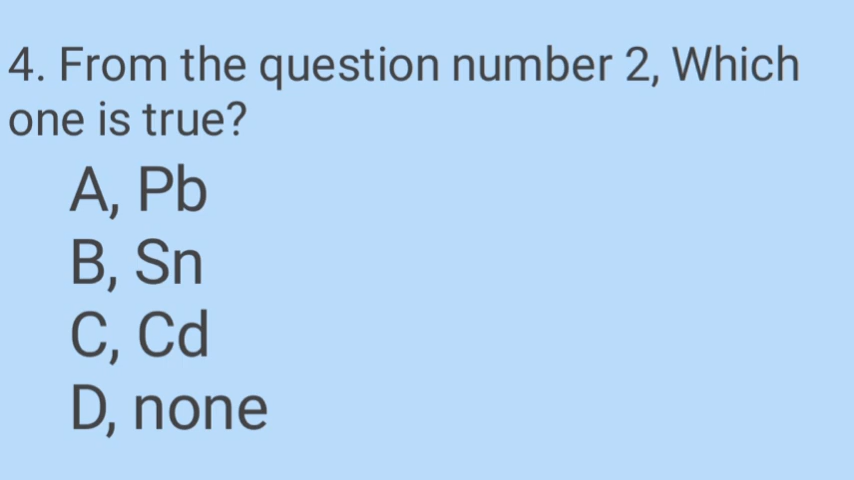 4. From the question number 2, Which
one is true?
A, Pb
B, Sn
C, Cd
D, none